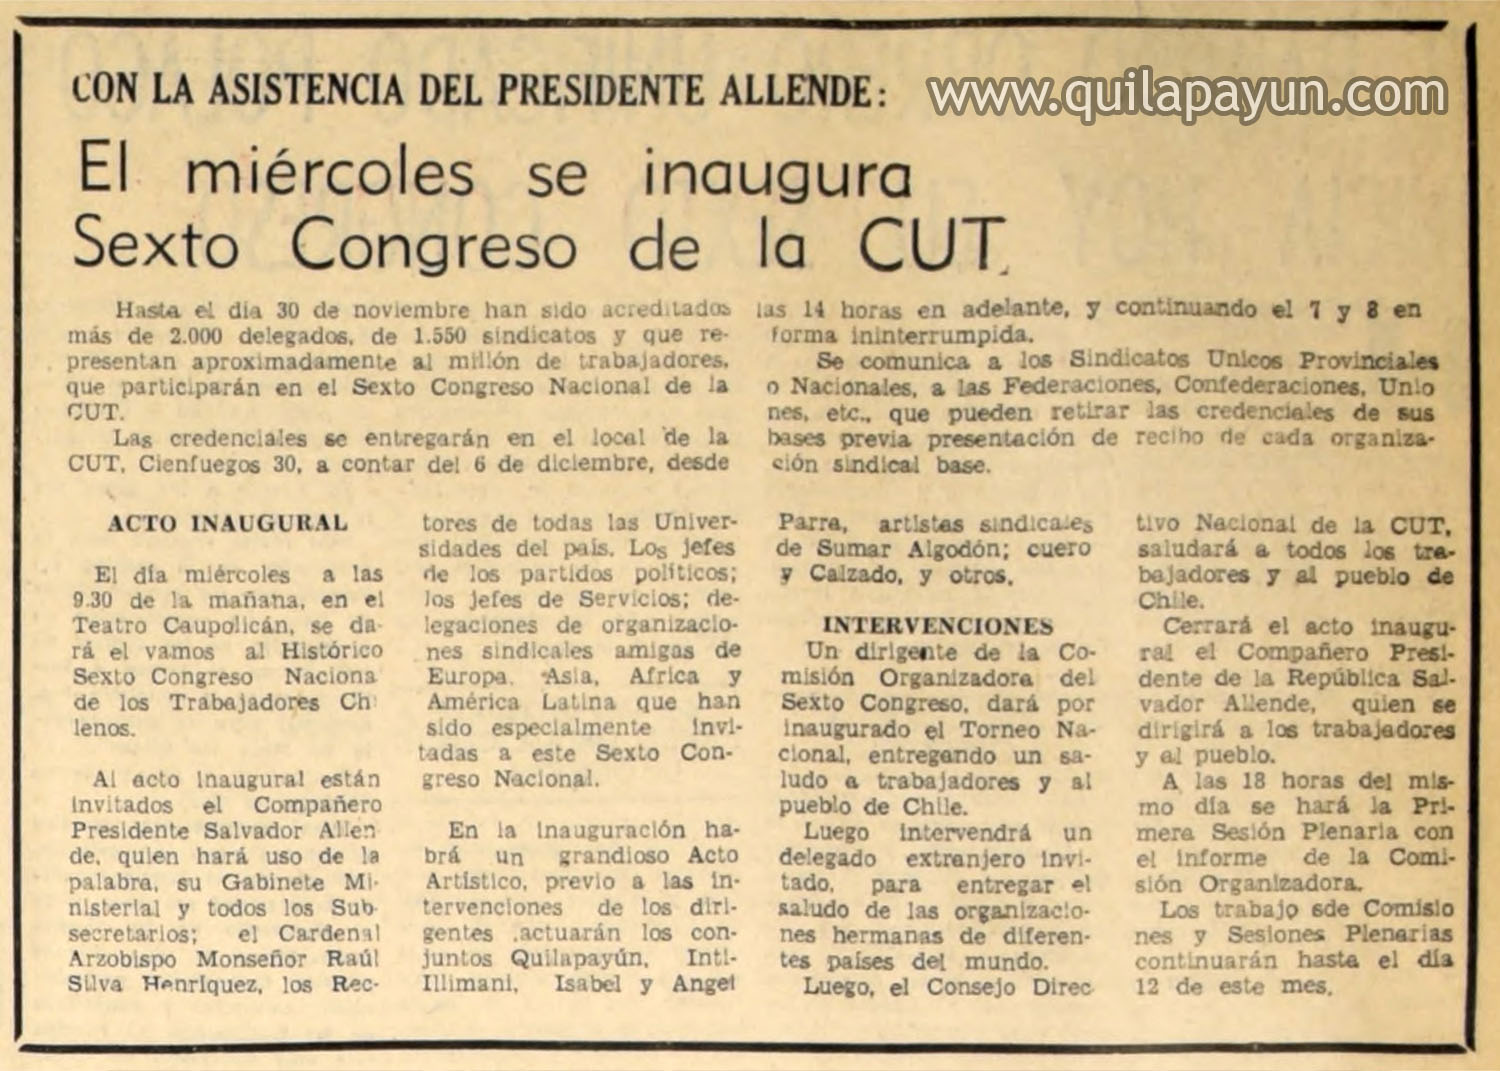 CON LA ASISTENCIA DEL PRESIDENTE ALLENDE:
www.quilapayun.com
El miércoles se inaugura
Sexto Congreso de la CUT
Hasta el día 30 de noviembre han sido acreditados
más de 2.000 delegados, de 1.550 sindicatos y que re-
presentan aproximadamente al millón de trabajadores,
que participarán en el Sexto Congreso Nacional de la
CUT.
Las credenciales se entregarán en el local de la
CUT, Cienfuegos 30, a contar del 6 de diciembre, desde
las 14 horas en adelante, y continuando el 7 y 8 en
forma ininterrumpida.
Se comunica a los Sindicatos Unicos Provinciales
o Nacionales, a las Federaciones, Confederaciones, Unio
nes, etc., que pueden retirar las credenciales de sus
bases previa presentación de recibo de cada organiza-
ción sindical base.
ACTO INAUGURAL
El día miércoles a las
9.30 de la mañana, en el
Teatro Caupolicán, se da-
rá el vamos al Histórico
Sexto Congreso Naciona
de los Trabajadores Chi
lenos.
Al acto inaugural están
invitados el Compañero
Presidente Salvador Allen
de, quien hará uso de la
palabra, su Gabinete Mi-
nisterial y todos los Sub-
secretarios; el Cardenal
Arzobispo Monseñor Raúl
Silva Henríquez, los Rec-
tores de todas las Univer-
sidades del país. Los jefes
de los partidos políticos;
los jefes de Servicios; de-
legaciones de organizacio-
nes sindicales amigas de
Europa. Asia, Africa y
América Latina que han
sido especialmente invi-
tadas a este Sexto Con-
greso Nacional.
En la inauguración ha-
brá un grandioso Acto
Artístico, previo a las in-
tervenciones de los diri-
gentes ,actuarán los con-
juntos Quilapayún, Inti-
Illimani, Isabel y Angel
Parra, artistas sindicales
de Sumar Algodón; cuero
y Calzado, y otros.
INTERVENCIONES
Un dirigente de la Co-
misión Organizadora del
Sexto Congreso, dará por
inaugurado el Torneo Na-
cional, entregando un sa-
ludo a trabajadores y al
pueblo de Chile.
Luego intervendrá un
delegado extranjero invi-
tado, para entregar el
saludo de las organizacio-
nes hermanas de diferen-
tes países del mundo.
Luego, el Consejo Direc
tivo Nacional de la CUT,
saludará a todos los tra-
bajadores y al pueblo de
Chile.
Cerrará el acto inaugu-
ral el Compañero Presi-
dente de la República Sal-
vador Allende, quien se
dirigirá a los trabajadores
y al pueblo.
A las 18 horas del mis-
mo día se hará la Pri-
mera Sesión Plenaria con
el informe de la Comi-
sión Organizadora.
Los trabajo sde Comisio
nes y Sesiones Plenarias
continuarán hasta el día
12 de este mes.